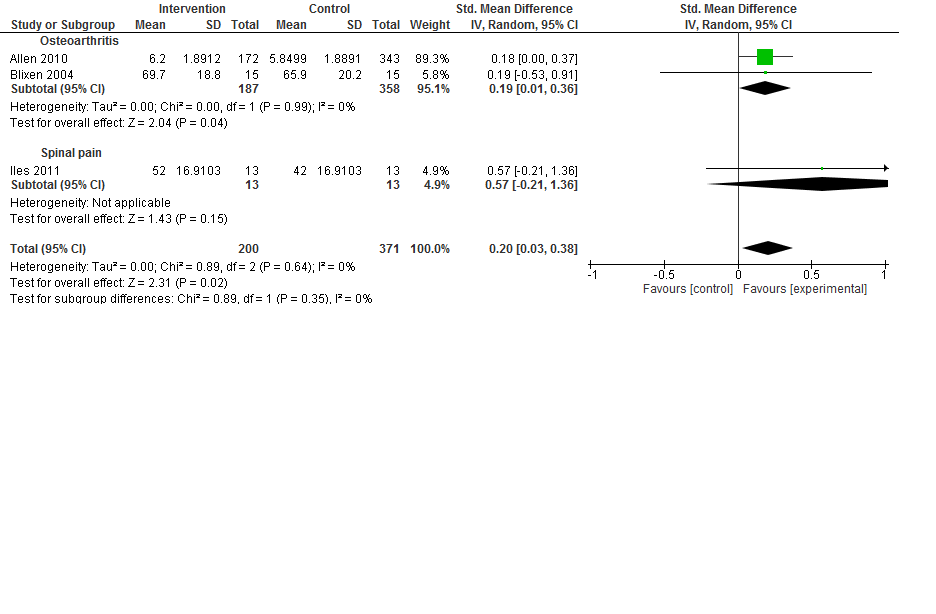 Intervention Control Std. Mean Difference Std. Mean Difference
Study or Subgroup Mean SD Total Mean SD Total Weight IV, Random, 95% CI IV, Random, 95% CI
Osteoarthritis
Allen 2010 6.2 1.8912 172 5.8499 1.8891 343 89.3% 0.18 [0.00, 0.37]
Blixen 2004 69.7 18.8 15 65.9 20.2 15 5.8% 0.19 [-0.53, 0.91]
Subtotal (95% CI) 187 358 95.1% 0.19 [0.01, 0.36]
Heterogeneity: Tau² = 0.00; Chi² = 0.00, df = 1 (P = 0.99); I² = 0%
Test for overall effect: Z = 2.04 (P = 0.04)
Spinal pain
Iles 2011 52 16.9103 13 42 16.9103 13 4.9% 0.57 [-0.21, 1.36]
Subtotal (95% CI) 13 13 4.9% 0.57 [-0.21, 1.36]
Heterogeneity: Not applicable
Test for overall effect: Z = 1.43 (P = 0.15)
Total (95% CI) 200 371 100.0% 0.20 [0.03, 0.38]
Heterogeneity: Tau² = 0.00; Chi² = 0.89, df = 2 (P = 0.64); I² = 0%
Test for overall effect: Z = 2.31 (P = 0.02)
Test for subgroup differences: Chi² = 0.89, df = 1 (P = 0.35), I² = 0%
-1 -0.5 0 0.5 1
Favours [control] Favours [experimental]